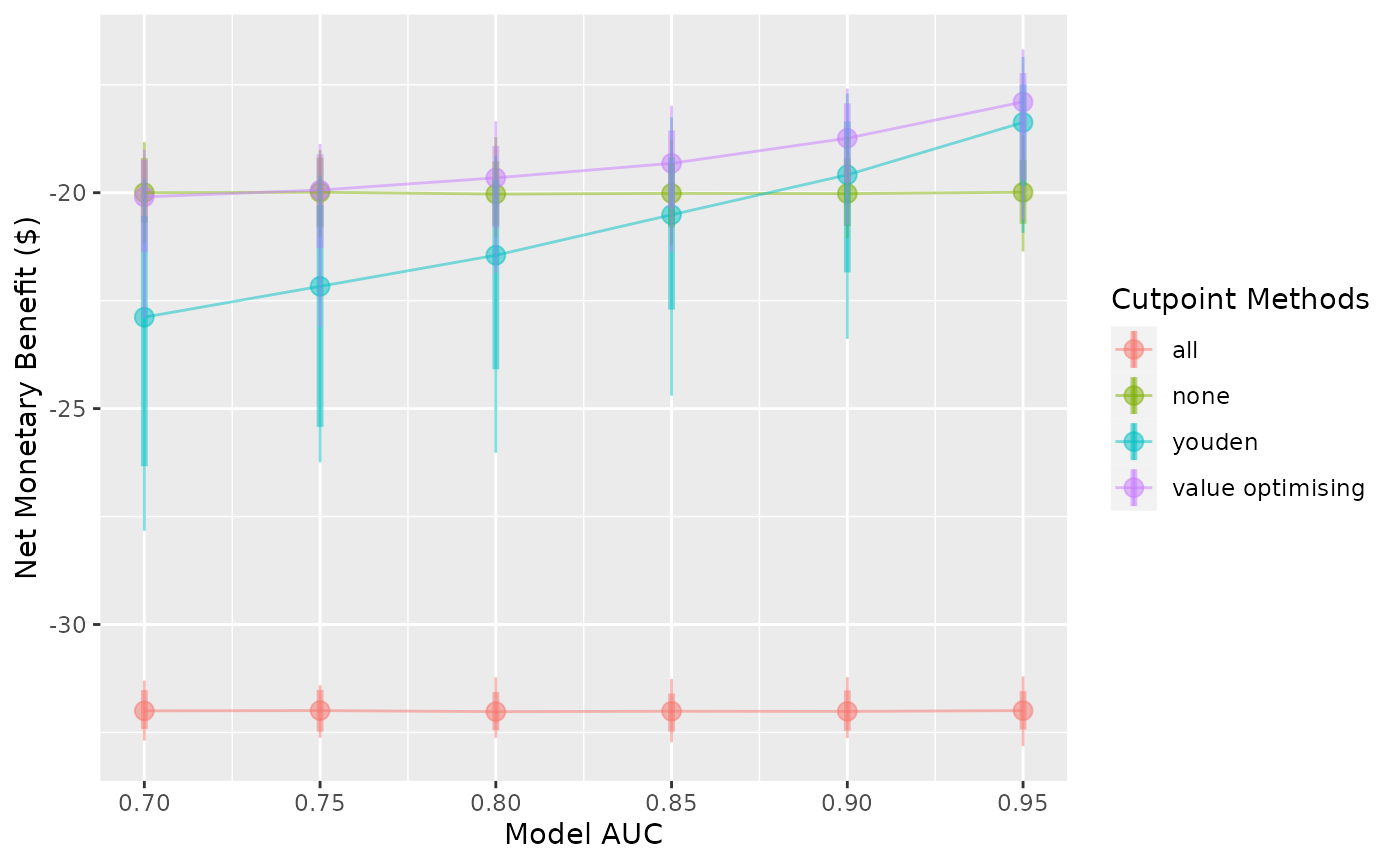 Net Monetary Benefit ($)
-20
-25
-30
0.70 0.75 0.80 0.85 0.90 0.95
Model AUC
Cutpoint Methods
all
none
youden
value optimising